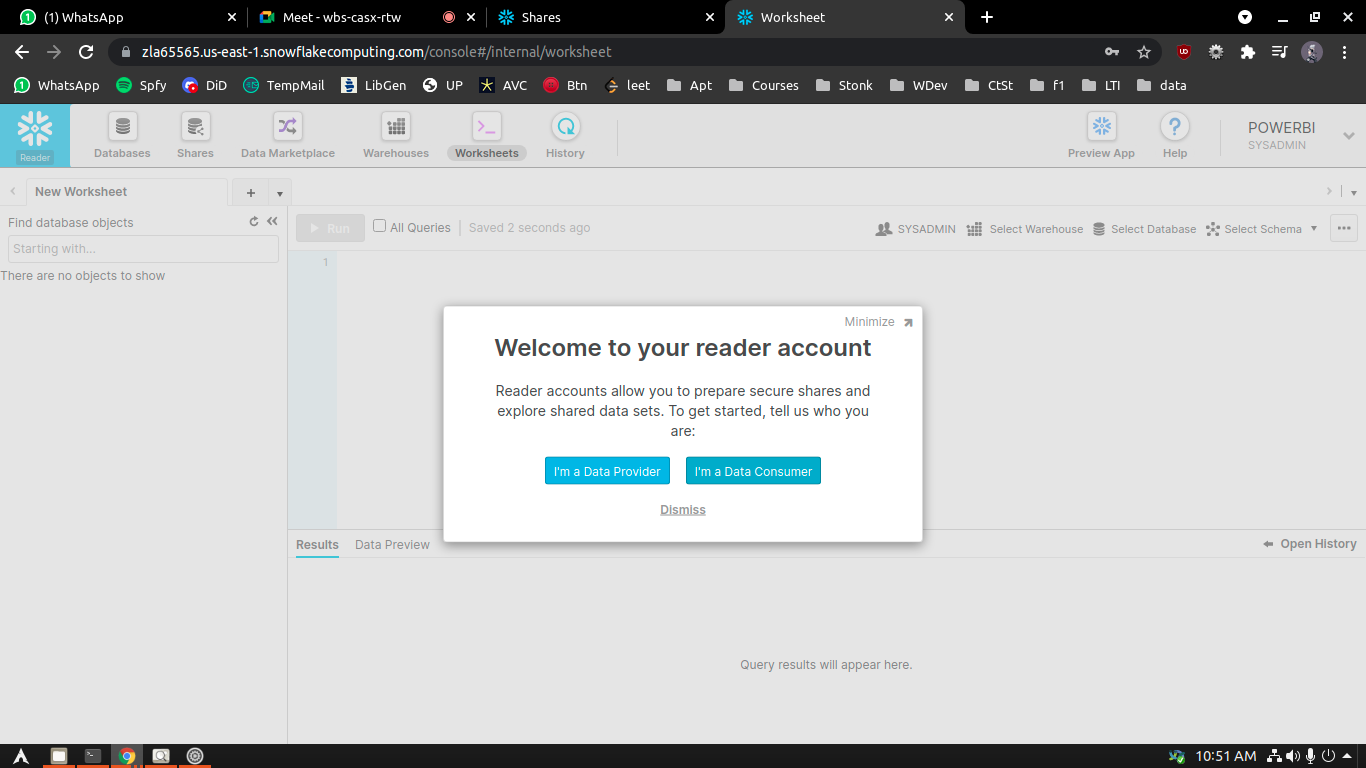 (1) WhatsApp
Meet - wbs-casx-rtw
Shares
Worksheet
zla65565.us-east-1.snowflakecomputing.com/console#/internal/worksheet
WhatsApp Spfy DiD TempMail LibGen UP AVC Btn leet Apt Courses Stonk WDev CtSt f1 LTI data
Reader
Databases Shares Data Marketplace Warehouses Worksheets History Preview App Help
POWERBI
SYSADMIN
New Worksheet
Find database objects
Starting with...
There are no objects to show
Run All Queries Saved 2 seconds ago SYSADMIN Select Warehouse Select Database Select Schema
1
Minimize
Welcome to your reader account
Reader accounts allow you to prepare secure shares and
explore shared data sets. To get started, tell us who you
are:
I'm a Data Provider I'm a Data Consumer
Dismiss
Results Data Preview Open History
Query results will appear here.
10:51 AM